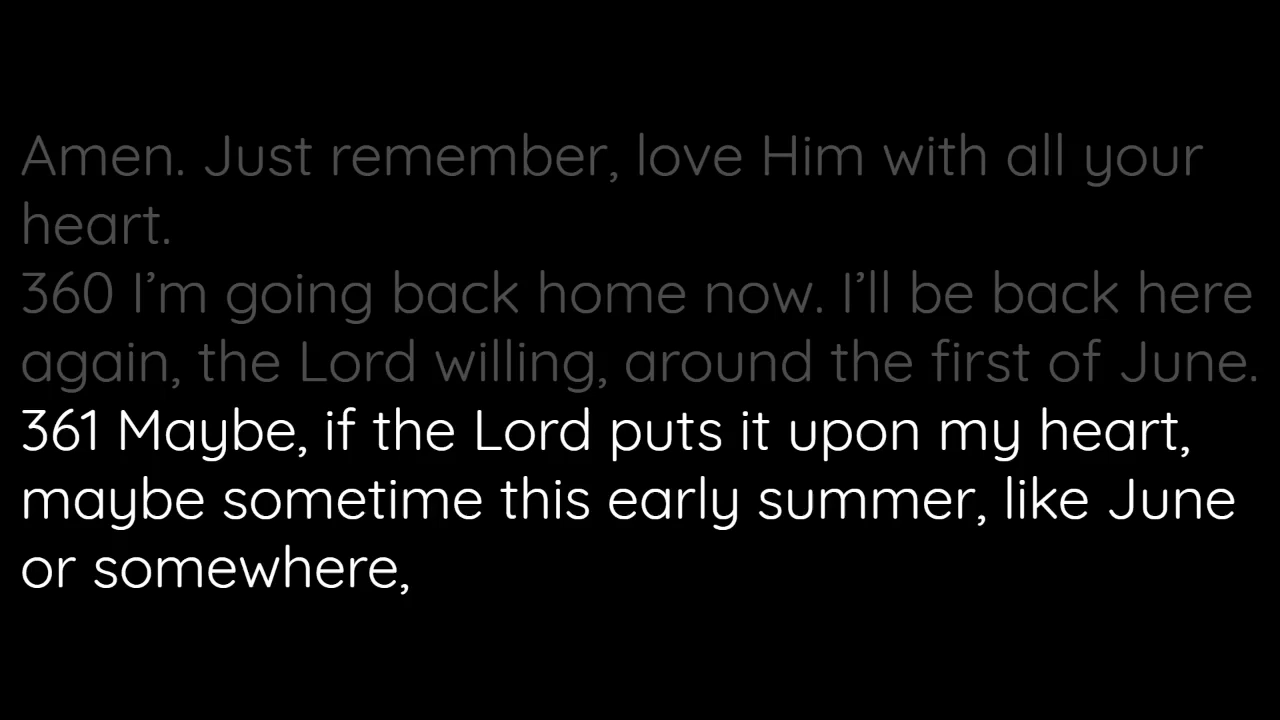 Amen. Just remember, love Him with all your
heart.
360 I’m going back home now. I’ll be back here
again, the Lord willing, around the first of June.
361 Maybe, if the Lord puts it upon my heart,
maybe sometime this early summer, like June
or somewhere,